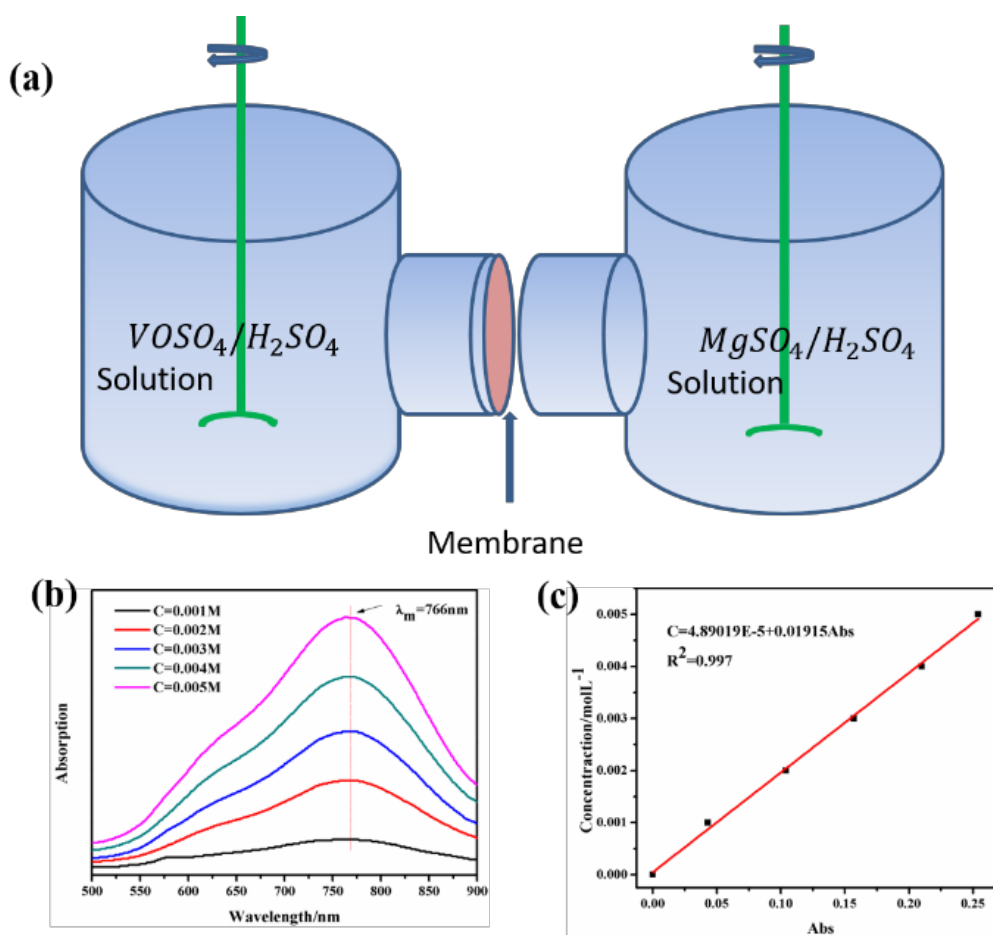 (a)
VOSO₄/H₂SO₄
Solution
MgSO₄/H₂SO₄
Solution
Membrane
(b)
C=0.001M
C=0.002M
C=0.003M
C=0.004M
C=0.005M
λm=766nm
Absorption
500 550 600 650 700 750 800 850 900
Wavelength/nm
(c)
C=4.89019E-5+0.01915Abs
R²=0.997
Concentraction/molL⁻¹
0.005
0.004
0.003
0.002
0.001
0.000
0.00 0.05 0.10 0.15 0.20 0.25
Abs